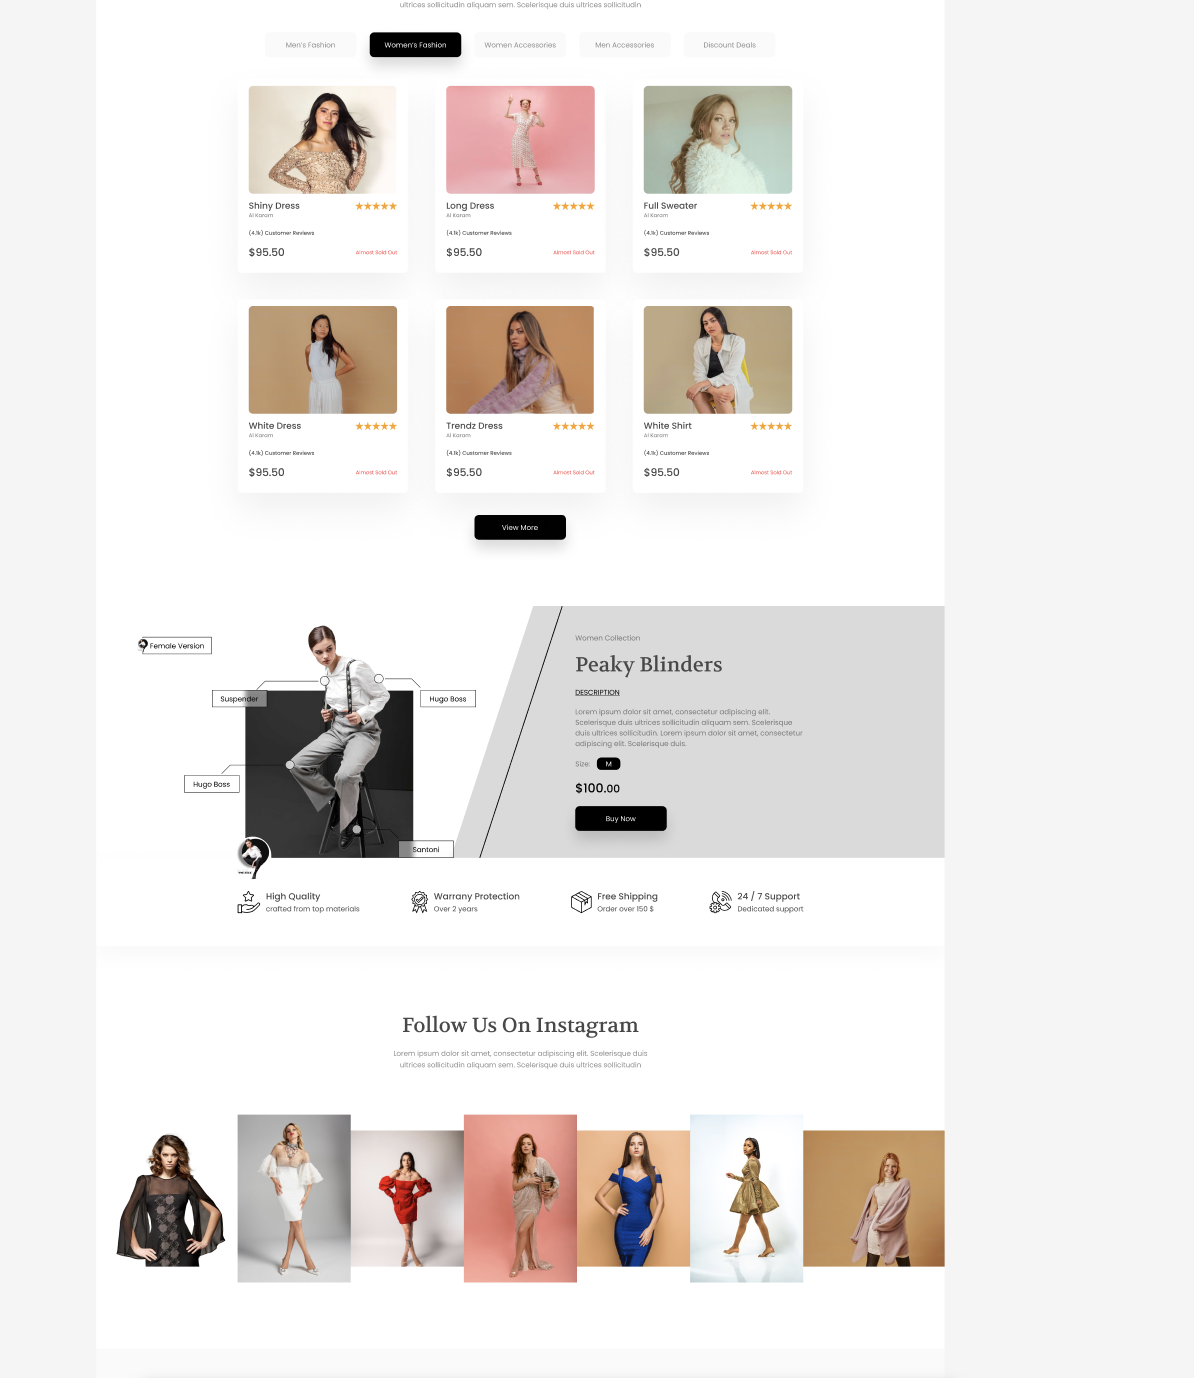 ultrices sollicitudin aliquam sem. Scelerisque duis ultrices sollicitudin
Men's Fashion
Women's Fashion
Women Accessories
Men Accessories
Discount Deals
Shiny Dress
Al Karam
(4.1k) Customer Reviews
$95.50
Almost Sold Out
Long Dress
Al Karam
(4.1k) Customer Reviews
$95.50
Almost Sold Out
Full Sweater
Al Karam
(4.1k) Customer Reviews
$95.50
Almost Sold Out
White Dress
Al Karam
(4.1k) Customer Reviews
$95.50
Almost Sold Out
Trendz Dress
Al Karam
(4.1k) Customer Reviews
$95.50
Almost Sold Out
White Shirt
Al Karam
(4.1k) Customer Reviews
$95.50
Almost Sold Out
View More
Female Version
Suspender
Hugo Boss
Hugo Boss
Santoni
Women Collection
Peaky Blinders
DESCRIPTION
Lorem ipsum dolor sit amet, consectetur adipiscing elit.
Scelerisque duis ultrices sollicitudin aliquam sem. Scelerisque
duis ultrices sollicitudin. Lorem ipsum dolor sit amet, consectetur
adipiscing elit. Scelerisque duis.
Size: M
$100.00
Buy Now
High Quality
crafted from top materials
Warrany Protection
Over 2 years
Free Shipping
Order over 150 $
24 / 7 Support
Dedicated support
Follow Us On Instagram
Lorem ipsum dolor sit amet, consectetur adipiscing elit. Scelerisque duis
ultrices sollicitudin aliquam sem. Scelerisque duis ultrices sollicitudin